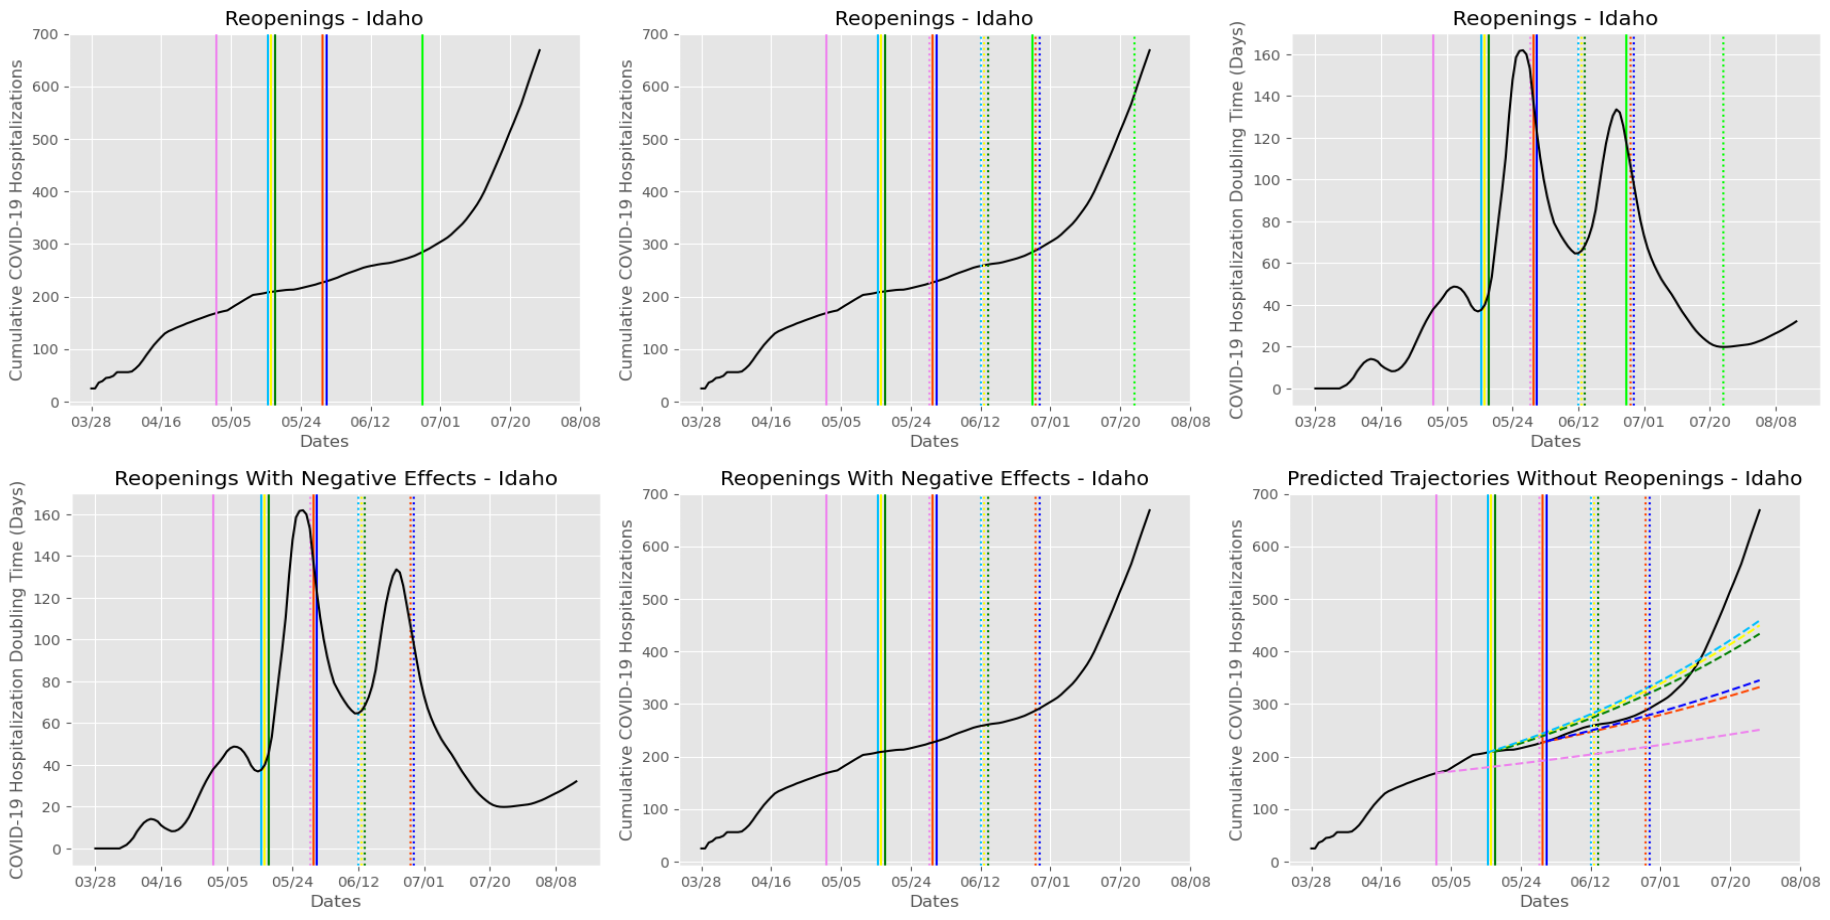 Reopenings - Idaho
Cumulative COVID-19 Hospitalizations
700
600
500
400
300
200
100
0
03/28 04/16 05/05 05/24 06/12 07/01 07/20 08/08
Dates
Reopenings - Idaho
Cumulative COVID-19 Hospitalizations
700
600
500
400
300
200
100
0
03/28 04/16 05/05 05/24 06/12 07/01 07/20 08/08
Dates
Reopenings - Idaho
COVID-19 Hospitalization Doubling Time (Days)
160
140
120
100
80
60
40
20
0
03/28 04/16 05/05 05/24 06/12 07/01 07/20 08/08
Dates
Reopenings With Negative Effects - Idaho
COVID-19 Hospitalization Doubling Time (Days)
160
140
120
100
80
60
40
20
0
03/28 04/16 05/05 05/24 06/12 07/01 07/20 08/08
Dates
Reopenings With Negative Effects - Idaho
Cumulative COVID-19 Hospitalizations
700
600
500
400
300
200
100
0
03/28 04/16 05/05 05/24 06/12 07/01 07/20 08/08
Dates
Predicted Trajectories Without Reopenings - Idaho
Cumulative COVID-19 Hospitalizations
700
600
500
400
300
200
100
0
03/28 04/16 05/05 05/24 06/12 07/01 07/20 08/08
Dates